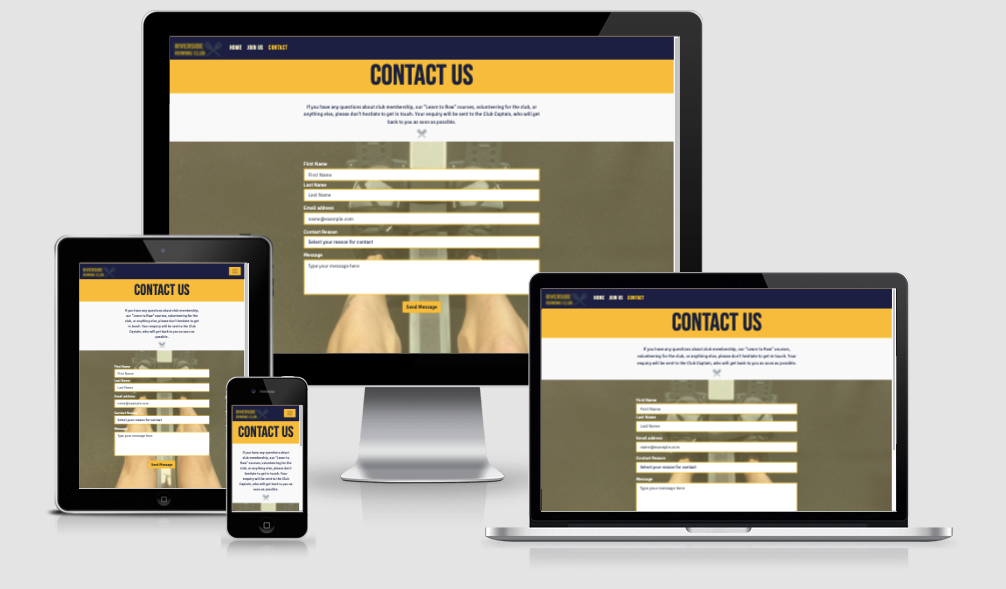 RIVERSIDE
ROWING CLUB
HOME JOIN US CONTACT
CONTACT US
If you have any questions about club membership, our "Learn to Row" courses, volunteering for the club, or
anything else, please don't hesitate to get in touch. Your enquiry will be sent to the Club Captain, who will get
back to you as soon as possible.
First Name
First Name
Last Name
Last Name
Email address
name@example.com
Contact Reason
Select your reason for contact
Message
Type your message here
Send Message
RIVERSIDE
ROWING CLUB
CONTACT US
If you have any questions about
club membership, our "Learn to
Row" courses, volunteering for the
club, or anything else, please don't
hesitate to get
in touch. Your enquiry
will be sent to the Club
Captain, who will get
back to you as soon as
possible.
First Name
First Name
Last Name
Last Name
Email address
name@example.com
Contact Reason
Select your reason for contact
Message
Type your message here
Send Message
RIVERSIDE
ROWING CLUB
CONTACT US
If you have any questions about
club membership, our "Learn to
Row" courses, volunteering for the
club, or anything else, please don't
hesitate to get in touch. Your
enquiry will be sent to the Club
Captain, who will get back to you as
soon as possible.
RIVERSIDE
ROWING CLUB
HOME JOIN US CONTACT
CONTACT US
If you have any questions about club membership, our "Learn to Row" courses,
volunteering for the club, or anything else, please don't hesitate to get in touch. Your
enquiry will be sent to the Club Captain, who will get back to you as soon as possible.
First Name
First Name
Last Name
Last Name
Email address
name@example.com
Contact Reason
Select your reason for contact
Message
Type your message here